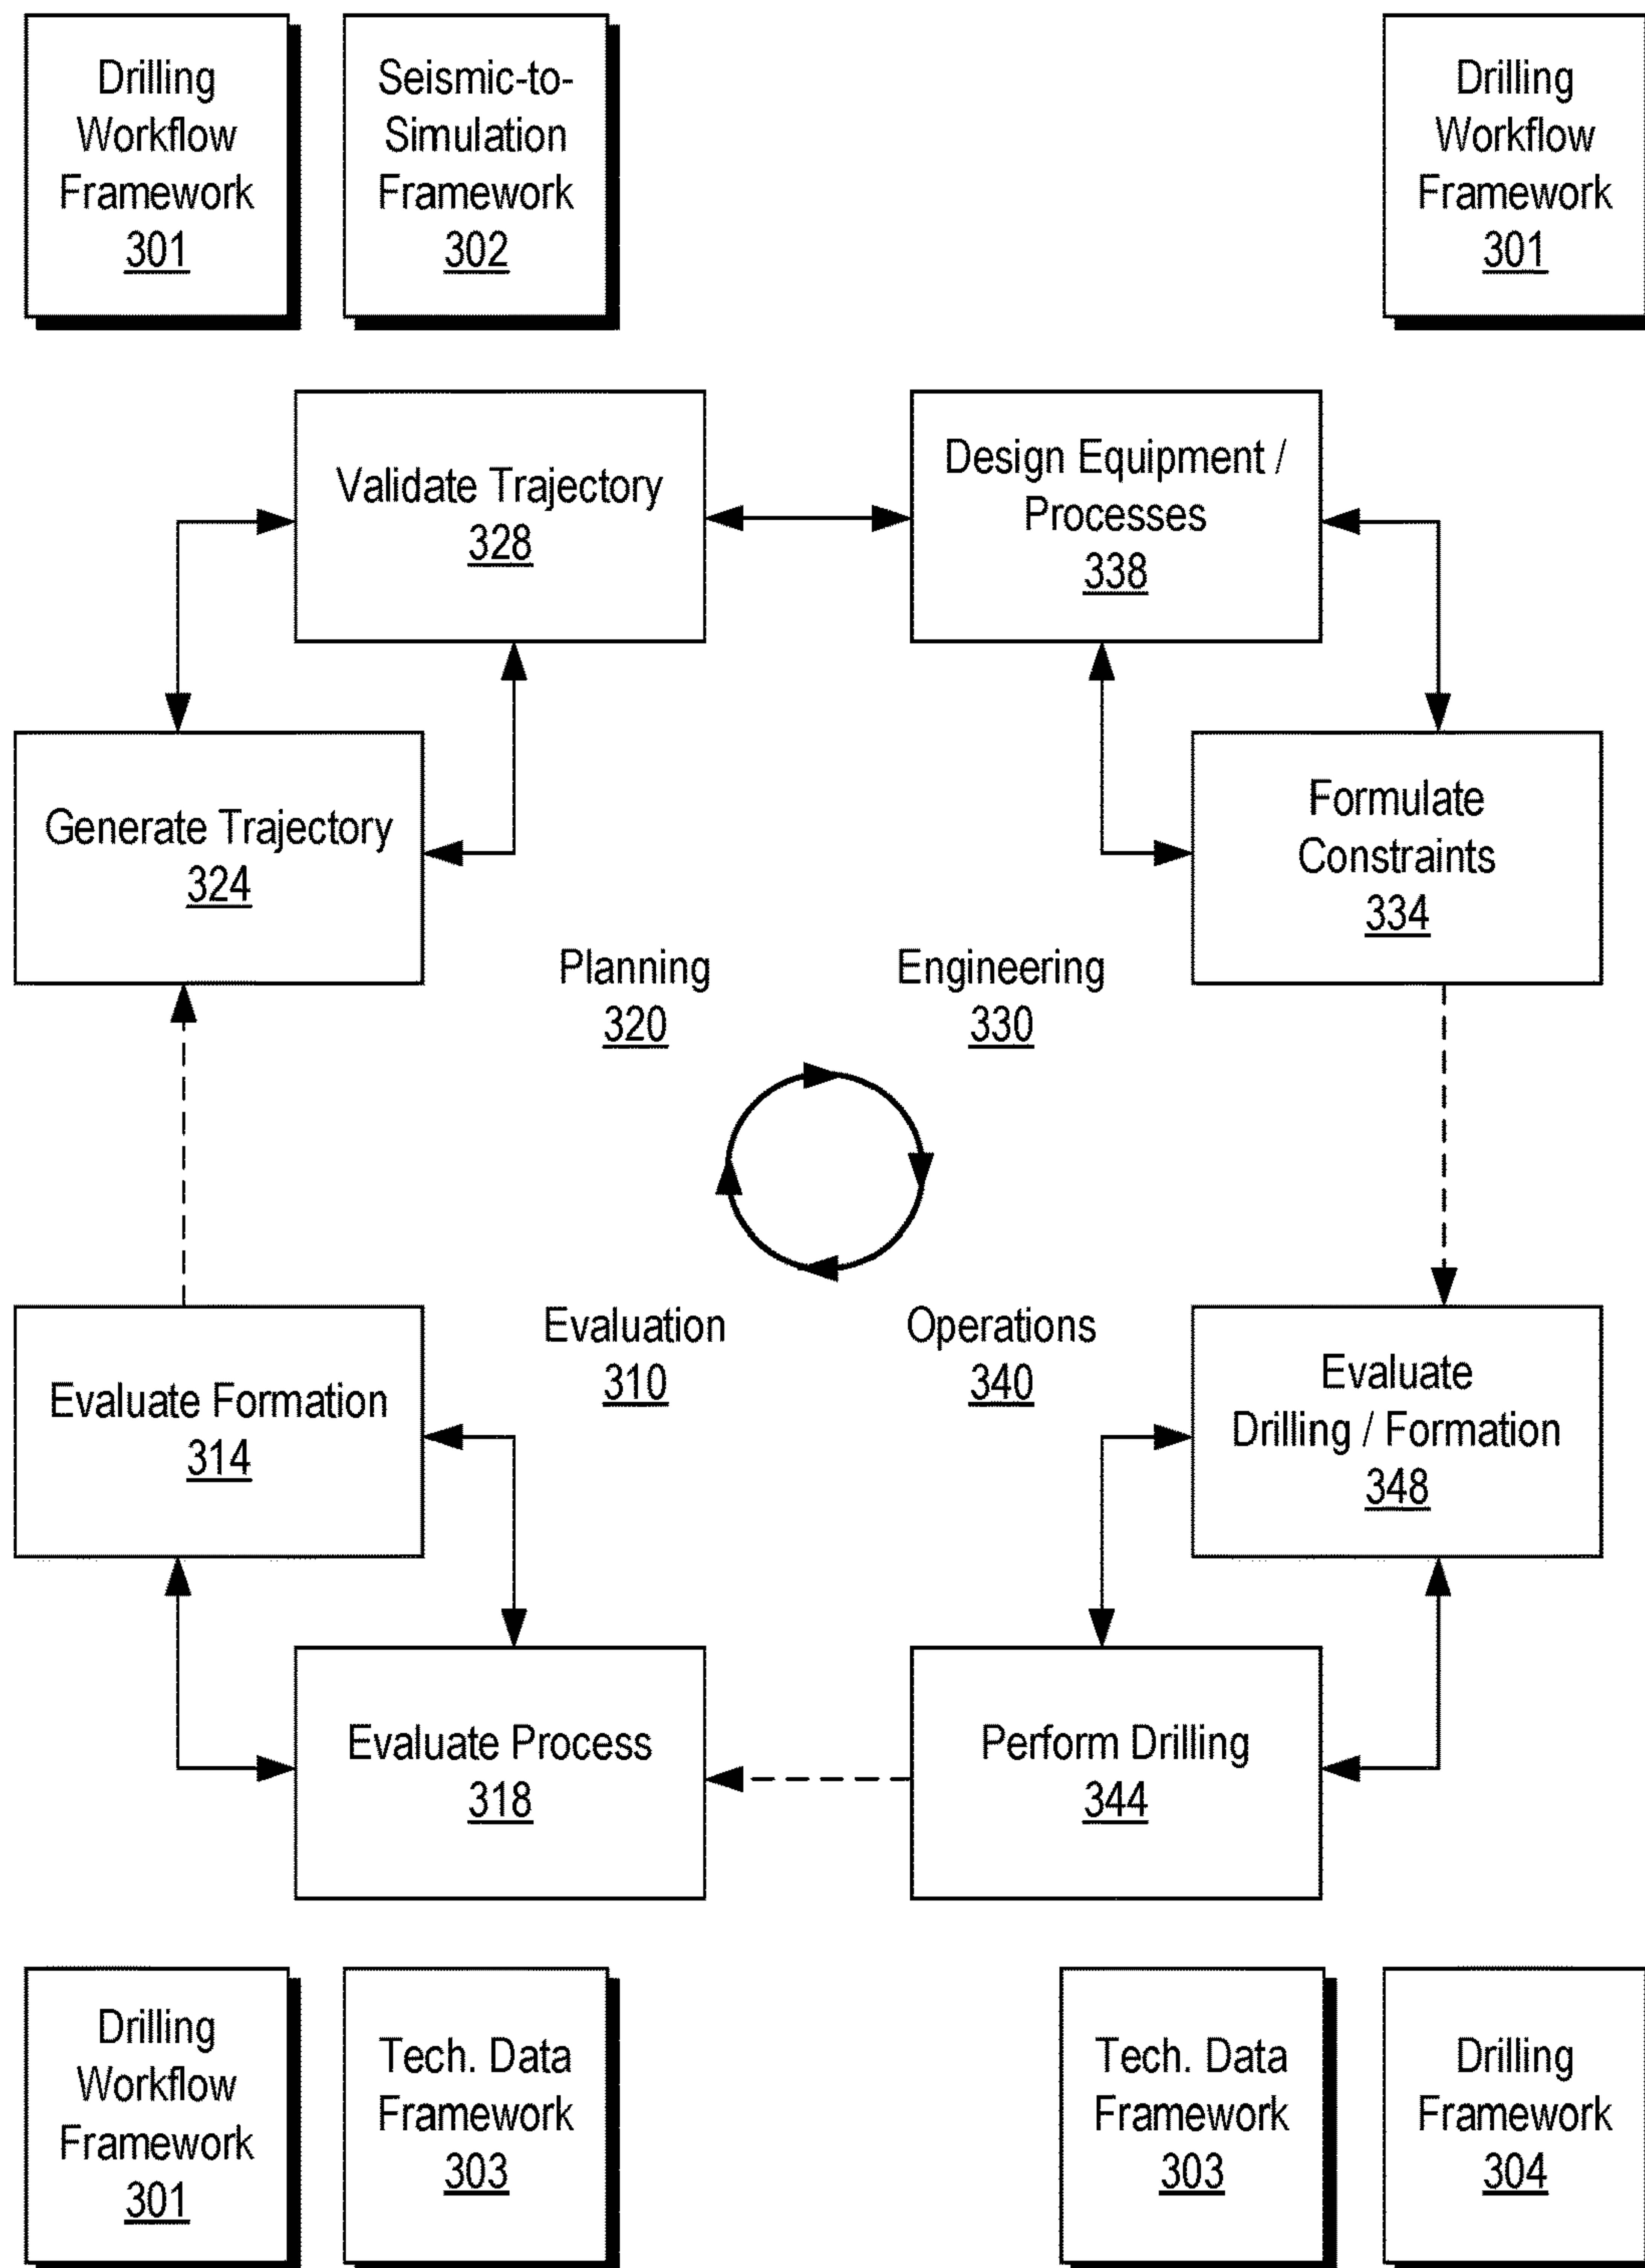 Drilling
Workflow
Framework
301
Seismic-to-
Simulation
Framework
302
Drilling
Workflow
Framework
301
Validate Trajectory
328
Design Equipment /
Processes
338
Generate Trajectory
324
Formulate
Constraints
334
Planning
320
Engineering
330
Evaluation
310
Operations
340
Evaluate Formation
314
Evaluate
Drilling / Formation
348
Evaluate Process
318
Perform Drilling
344
Drilling
Workflow
Framework
301
Tech. Data
Framework
303
Tech. Data
Framework
303
Drilling
Framework
304